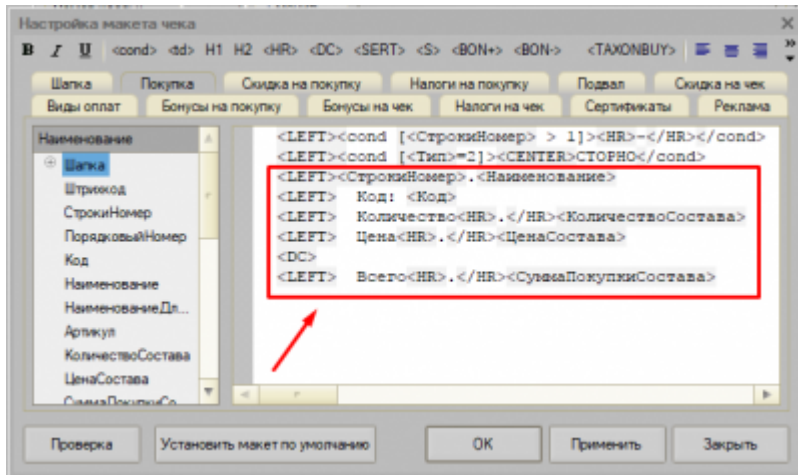 Настройка макета чека
B I U <cond> <td> H1 H2 <HR> <DC> <SERT> <S> <BON+> <BON-> <TAXONBUY>
Шапка Покупка Скидка на покупку Налоги на покупку Подвал Скидка на чек
Виды оплат Бонусы на покупку Бонусы на чек Налоги на чек Сертификаты Реклама
Наименование
Шапка
Штрихкод
СтрокиНомер
ПорядковыйНомер
Код
Наименование
НаименованиеДл...
Артикул
КоличествоСостава
ЦенаСостава
СуммаПокупкиСо
<LEFT><cond [<СтрокиНомер> > 1]><HR>-</HR></cond>
<LEFT><cond [<Тип>=2]><CENTER>СТОРНО</cond>
<LEFT><СтрокиНомер>.<Наименование>
<LEFT> Код: <Код>
<LEFT> Количество<HR>.</HR><КоличествоСостава>
<LEFT> Цена<HR>.</HR><ЦенаСостава>
<DC>
<LEFT> Всего<HR>.</HR><СуммаПокупкиСостава>
Проверка Установить макет по умолчанию OK Применить Закрыть